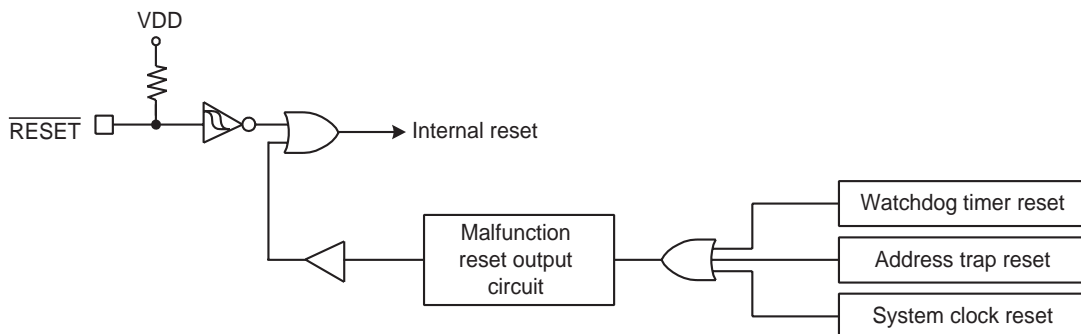 VDD
RESET
Internal reset
Watchdog timer reset
Malfunction
reset output
circuit
Address trap reset
System clock reset